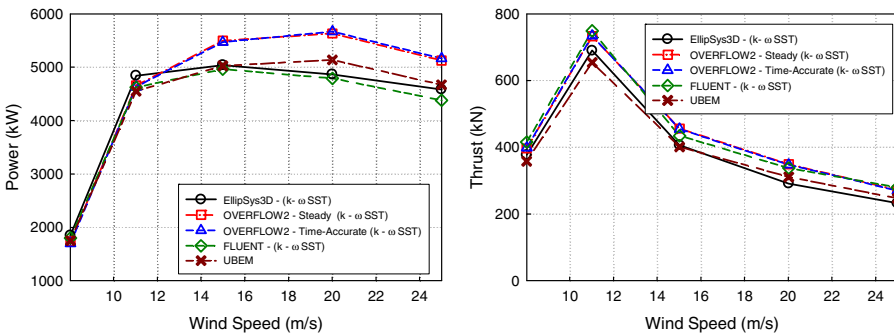 6000
5000
4000
3000
2000
1000
Power (kW)
10 12 14 16 18 20 22 24
Wind Speed (m/s)
EllipSys3D - (k- ω SST)
OVERFLOW2 - Steady (k - ω SST)
OVERFLOW2 - Time-Accurate (k - ω SST)
FLUENT - (k - ω SST)
UBEM
800
600
400
200
0
Thrust (kN)
8 10 12 14 16 18 20 22 24
Wind Speed (m/s)
EllipSys3D - (k- ω SST)
OVERFLOW2 - Steady (k- ω SST)
OVERFLOW2 - Time-Accurate (k- ω SST)
FLUENT - (k- ω SST)
UBEM